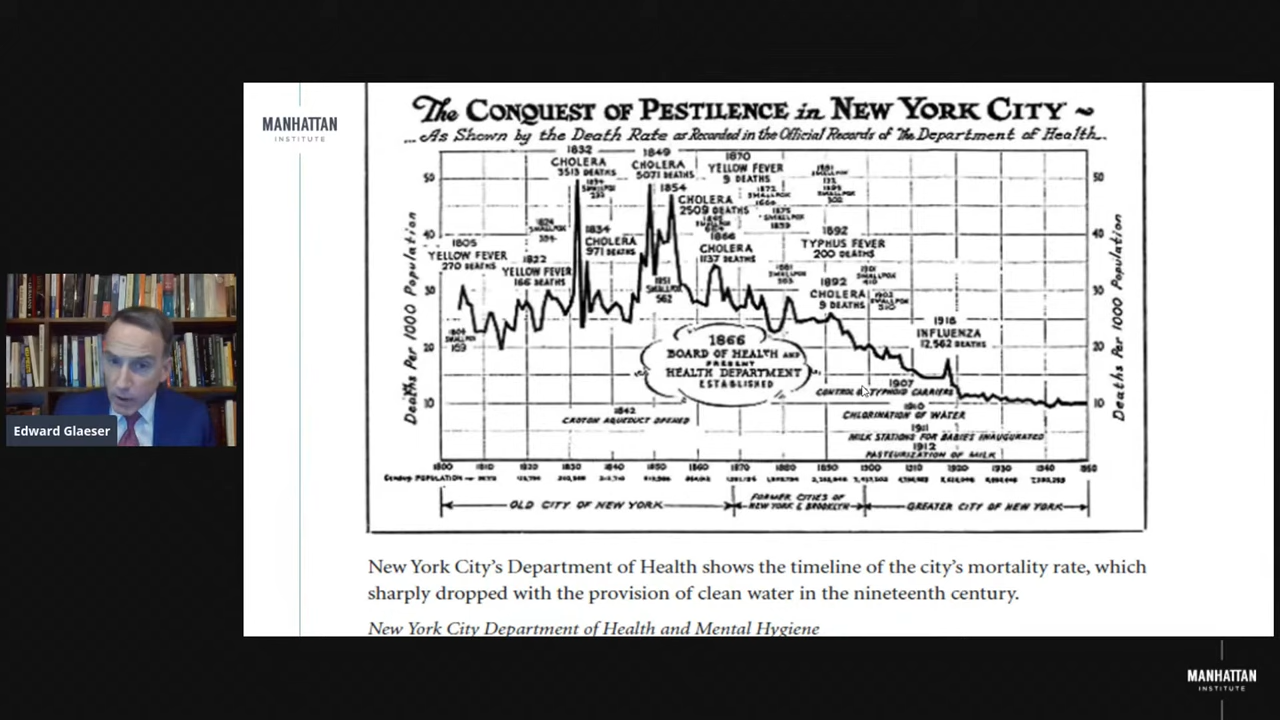 MANHATTAN
INSTITUTE
The CONQUEST OF PESTILENCE in NEW YORK CITY ~
...As Shown by the Death Rate as Recorded in the Official Records of The Department of Health...
Deaths Per 1000 Population
50
40
30
20
10
1805
YELLOW FEVER
270 DEATHS
1822
YELLOW FEVER
166 DEATHS
1832
CHOLERA
3513 DEATHS
1834
CHOLERA
971 DEATHS
1849
CHOLERA
5071 DEATHS
1851
SMALLPOX
562
1854
CHOLERA
2509 DEATHS
1866
CHOLERA
1137 DEATHS
1870
YELLOW FEVER
9 DEATHS
1892
TYPHUS FEVER
200 DEATHS
1892
CHOLERA
9 DEATHS
1918
INFLUENZA
12,562 DEATHS
1866
BOARD OF HEALTH AND
PRESENT
HEALTH DEPARTMENT
ESTABLISHED
1842
CROTON AQUEDUCT OPENED
1907
TYPHOID CARRIERS
1910
CHLORINATION OF WATER
1911
MILK STATIONS FOR BABIES INAUGURATED
1912
PASTEURIZATION OF MILK
50
40
30
20
10
Deaths Per 1000 Population
1800 1810 1820 1830 1840 1850 1860 1870 1880 1890 1900 1910 1920 1930 1940 1950
OLD CITY OF NEW YORK
FORMER CITIES OF
NEW YORK & BROOKLYN
GREATER CITY OF NEW YORK
Edward Glaeser
New York City’s Department of Health shows the timeline of the city’s mortality rate, which
sharply dropped with the provision of clean water in the nineteenth century.
New York City Department of Health and Mental Hygiene
MANHATTAN
INSTITUTE